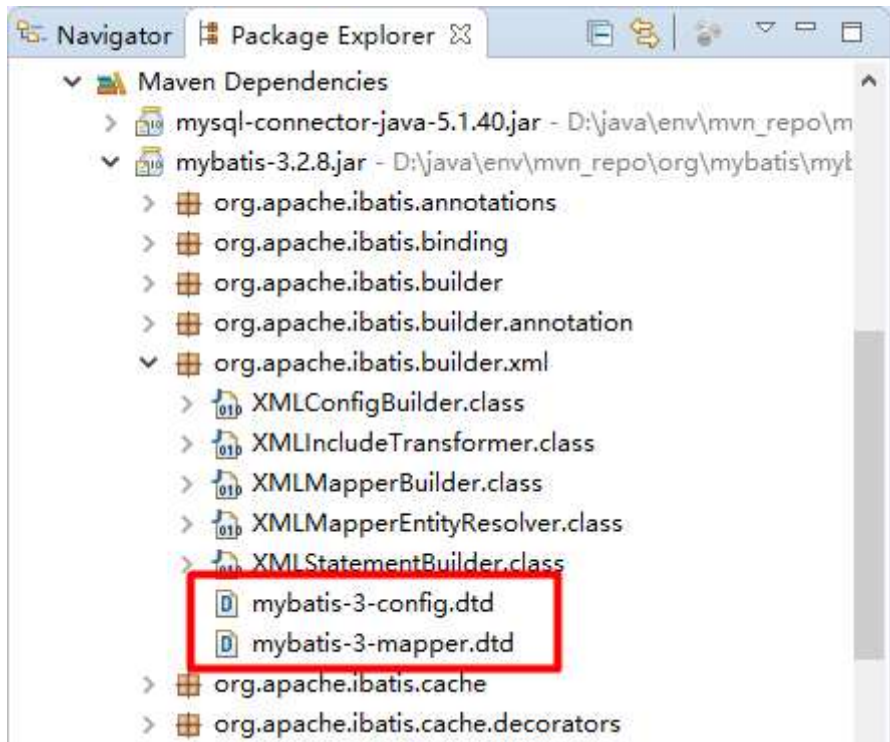 Navigator Package Explorer
Maven Dependencies
mysql-connector-java-5.1.40.jar - D:\java\env\mvn_repo\m
mybatis-3.2.8.jar - D:\java\env\mvn_repo\org\mybatis\myb
org.apache.ibatis.annotations
org.apache.ibatis.binding
org.apache.ibatis.builder
org.apache.ibatis.builder.annotation
org.apache.ibatis.builder.xml
XMLConfigBuilder.class
XMLIncludeTransformer.class
XMLMapperBuilder.class
XMLMapperEntityResolver.class
XMLStatementBuilder.class
mybatis-3-config.dtd
mybatis-3-mapper.dtd
org.apache.ibatis.cache
org.apache.ibatis.cache.decorators